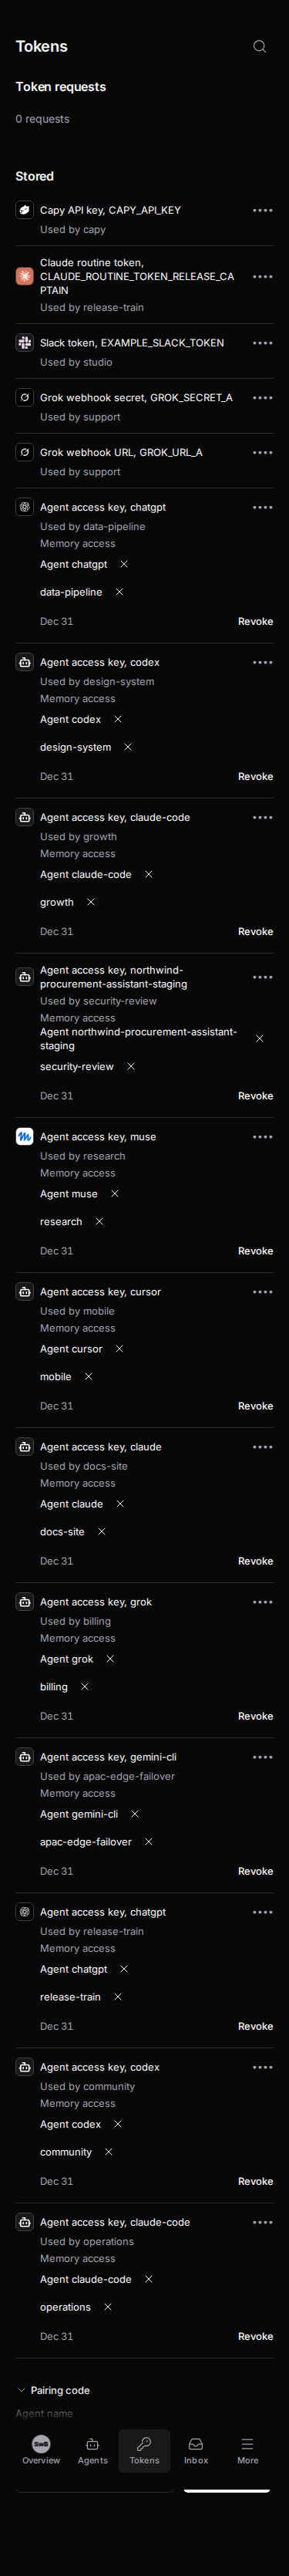 Tokens
Token requests
0 requests
Stored
Capy API key, CAPY_API_KEY
Used by capy
Claude routine token,
CLAUDE_ROUTINE_TOKEN_RELEASE_CA
PTAIN
Used by release-train
Slack token, EXAMPLE_SLACK_TOKEN
Used by studio
Grok webhook secret, GROK_SECRET_A
Used by support
Grok webhook URL, GROK_URL_A
Used by support
Agent access key, chatgpt
Used by data-pipeline
Memory access
Agent chatgpt
data-pipeline
Dec 31 Revoke
Agent access key, codex
Used by design-system
Memory access
Agent codex
design-system
Dec 31 Revoke
Agent access key, claude-code
Used by growth
Memory access
Agent claude-code
growth
Dec 31 Revoke
Agent access key, northwind-
procurement-assistant-staging
Used by security-review
Memory access
Agent northwind-procurement-assistant-
staging
security-review
Dec 31 Revoke
Agent access key, muse
Used by research
Memory access
Agent muse
research
Dec 31 Revoke
Agent access key, cursor
Used by mobile
Memory access
Agent cursor
mobile
Dec 31 Revoke
Agent access key, claude
Used by docs-site
Memory access
Agent claude
docs-site
Dec 31 Revoke
Agent access key, grok
Used by billing
Memory access
Agent grok
billing
Dec 31 Revoke
Agent access key, gemini-cli
Used by apac-edge-failover
Memory access
Agent gemini-cli
apac-edge-failover
Dec 31 Revoke
Agent access key, chatgpt
Used by release-train
Memory access
Agent chatgpt
release-train
Dec 31 Revoke
Agent access key, codex
Used by community
Memory access
Agent codex
community
Dec 31 Revoke
Agent access key, claude-code
Used by operations
Memory access
Agent claude-code
operations
Dec 31 Revoke
Pairing code
Agent name
Overview Agents Tokens Inbox More